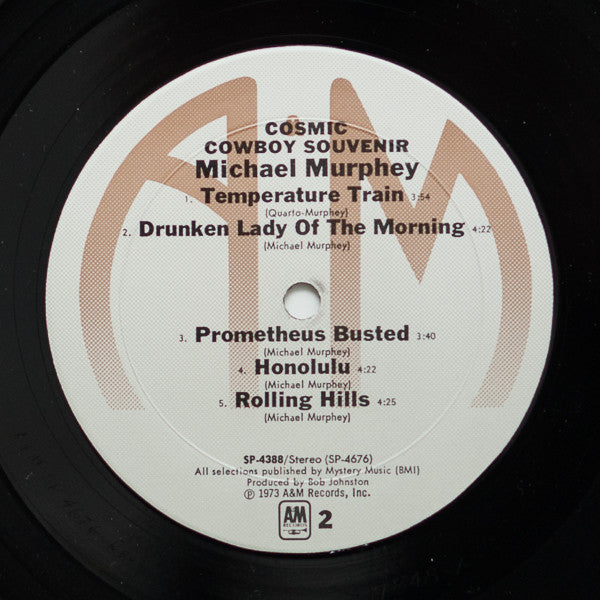 COSMIC
COWBOY SOUVENIR
Michael Murphey
1. Temperature Train 3:54
(Quarto-Murphey)
2. Drunken Lady Of The Morning 4:22
(Michael Murphey)
3. Prometheus Busted 3:40
(Michael Murphey)
4. Honolulu 4:22
(Michael Murphey)
5. Rolling Hills 4:25
(Michael Murphey)
SP-4388/Stereo (SP-4676)
All selections published by Mystery Music (BMI)
Produced by Bob Johnston
℗ 1973 A&M Records, Inc.
AM
RECORDS
2